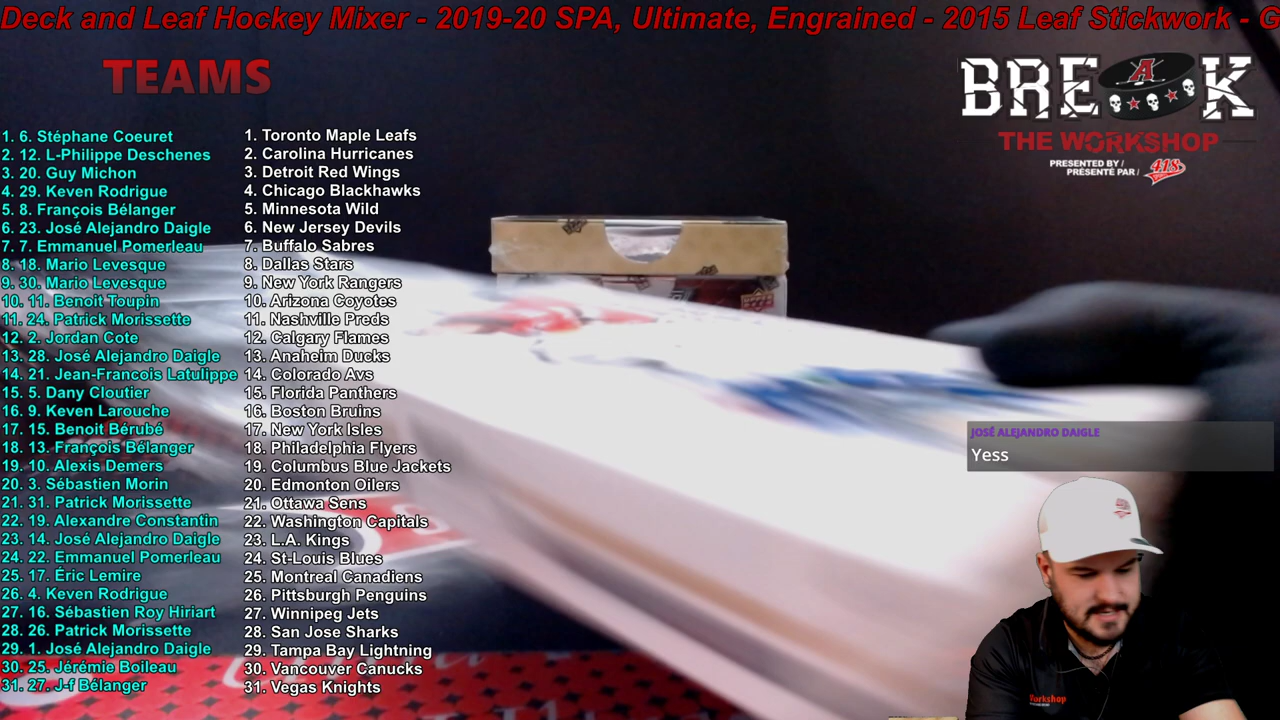 Deck and Leaf Hockey Mixer - 2019-20 SPA, Ultimate, Engrained - 2015 Leaf Stickwork - G
TEAMS
BRE K
A
THE WORKSHOP
PRESENTED BY /
PRÉSENTÉ PAR /
418
1. 6. Stéphane Coeuret
2. 12. L-Philippe Deschenes
3. 20. Guy Michon
4. 29. Keven Rodrigue
5. 8. François Bélanger
6. 23. José Alejandro Daigle
7. 7. Emmanuel Pomerleau
8. 18. Mario Levesque
9. 30. Mario Levesque
10. 11. Benoit Toupin
11. 24. Patrick Morissette
12. 2. Jordan Cote
13. 28. José Alejandro Daigle
14. 21. Jean-Francois Latulippe
15. 5. Dany Cloutier
16. 9. Keven Larouche
17. 15. Benoit Bérubé
18. 13. François Bélanger
19. 10. Alexis Demers
20. 3. Sébastien Morin
21. 31. Patrick Morissette
22. 19. Alexandre Constantin
23. 14. José Alejandro Daigle
24. 22. Emmanuel Pomerleau
25. 17. Éric Lemire
26. 4. Keven Rodrigue
27. 16. Sébastien Roy Hiriart
28. 26. Patrick Morissette
29. 1. José Alejandro Daigle
30. 25. Jérémie Boileau
31. 27. J-f Bélanger
1. Toronto Maple Leafs
2. Carolina Hurricanes
3. Detroit Red Wings
4. Chicago Blackhawks
5. Minnesota Wild
6. New Jersey Devils
7. Buffalo Sabres
8. Dallas Stars
9. New York Rangers
10. Arizona Coyotes
11. Nashville Preds
12. Calgary Flames
13. Anaheim Ducks
14. Colorado Avs
15. Florida Panthers
16. Boston Bruins
17. New York Isles
18. Philadelphia Flyers
19. Columbus Blue Jackets
20. Edmonton Oilers
21. Ottawa Sens
22. Washington Capitals
23. L.A. Kings
24. St-Louis Blues
25. Montreal Canadiens
26. Pittsburgh Penguins
27. Winnipeg Jets
28. San Jose Sharks
29. Tampa Bay Lightning
30. Vancouver Canucks
31. Vegas Knights
JOSÉ ALEJANDRO DAIGLE
Yess
Workshop